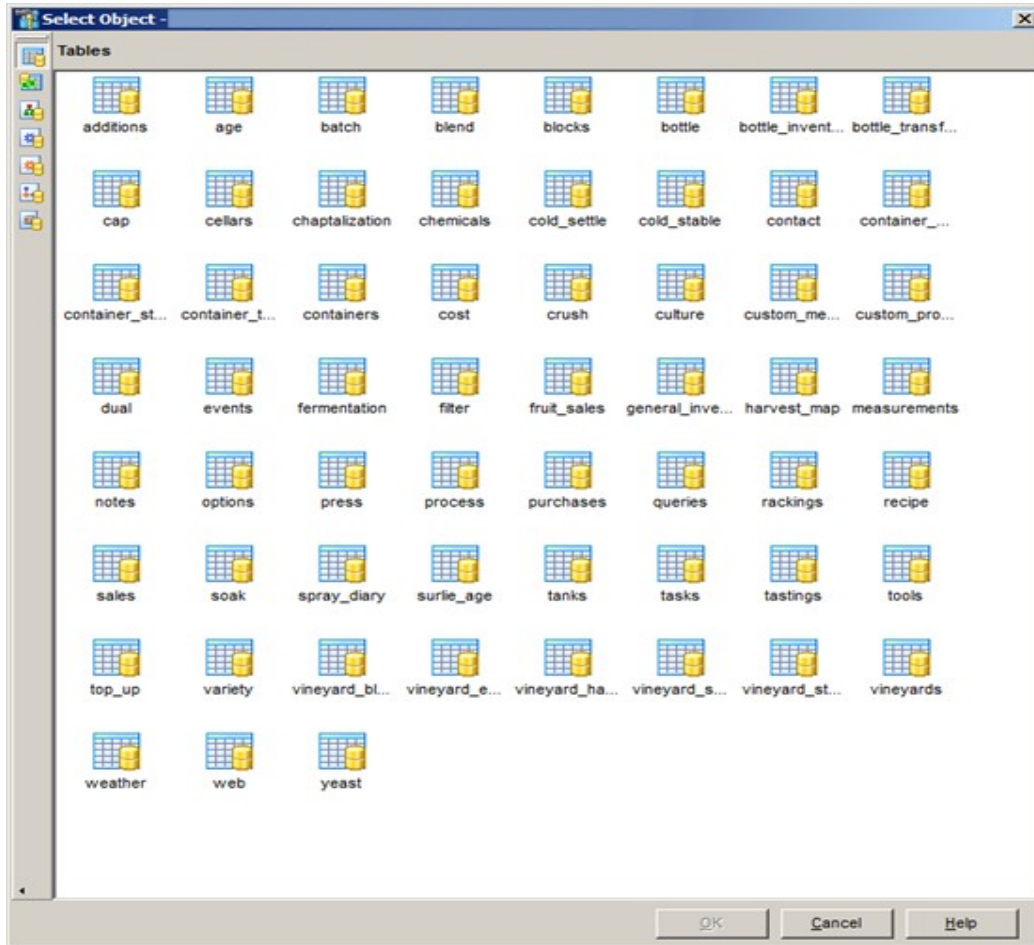 Select Object -
Tables
additions age batch blend blocks bottle bottle_invent... bottle_transf...
cap cellars chaptalization chemicals cold_settle cold_stable contact container_...
container_st... container_t... containers cost crush culture custom_me... custom_pro...
dual events fermentation filter fruit_sales general_inve... harvest_map measurements
notes options press process purchases queries rackings recipe
sales soak spray_diary surlie_age tanks tasks tastings tools
top_up variety vineyard_bl... vineyard_e... vineyard_ha... vineyard_s... vineyard_st... vineyards
weather web yeast
OK Cancel Help